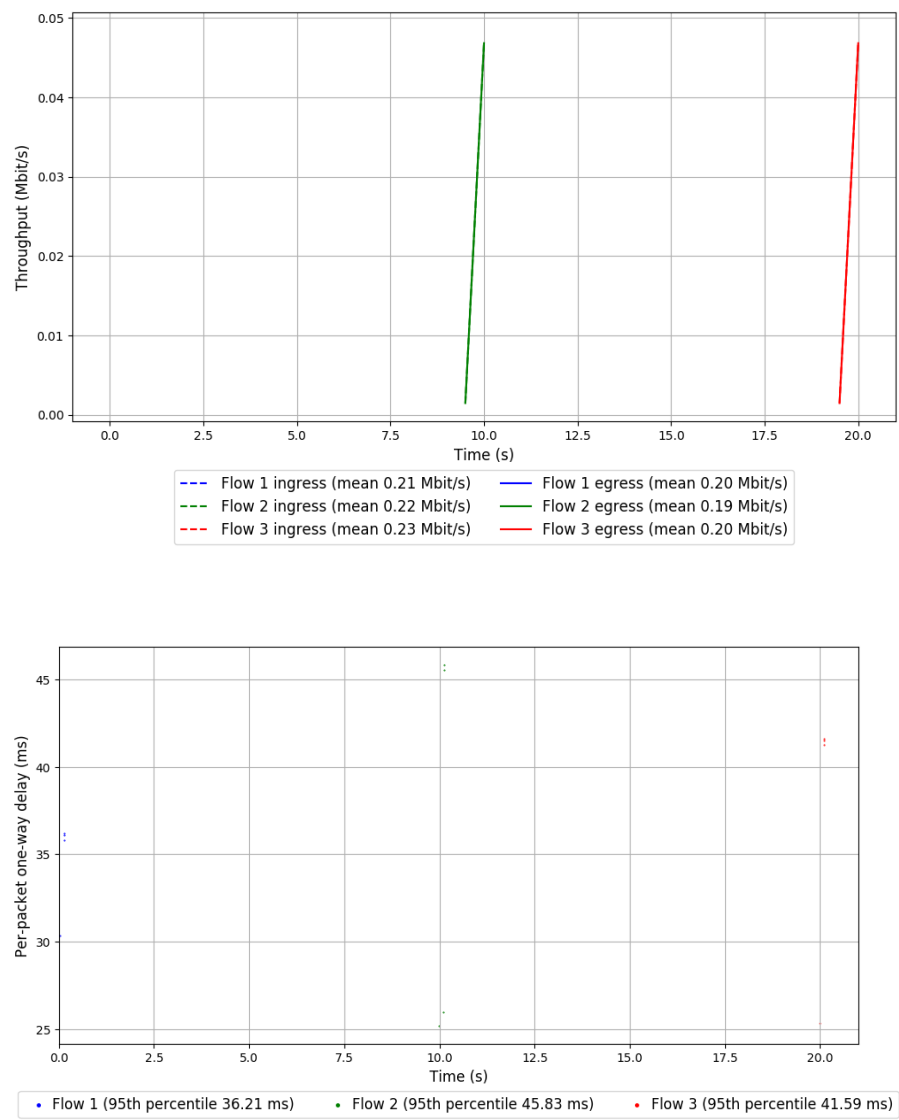 0.05
0.04
0.03
0.02
0.01
0.00
Throughput (Mbit/s)
0.0 2.5 5.0 7.5 10.0 12.5 15.0 17.5 20.0
Time (s)
Flow 1 ingress (mean 0.21 Mbit/s) Flow 1 egress (mean 0.20 Mbit/s)
Flow 2 ingress (mean 0.22 Mbit/s) Flow 2 egress (mean 0.19 Mbit/s)
Flow 3 ingress (mean 0.23 Mbit/s) Flow 3 egress (mean 0.20 Mbit/s)
45
40
35
30
25
Per-packet one-way delay (ms)
0.0 2.5 5.0 7.5 10.0 12.5 15.0 17.5 20.0
Time (s)
Flow 1 (95th percentile 36.21 ms) Flow 2 (95th percentile 45.83 ms) Flow 3 (95th percentile 41.59 ms)